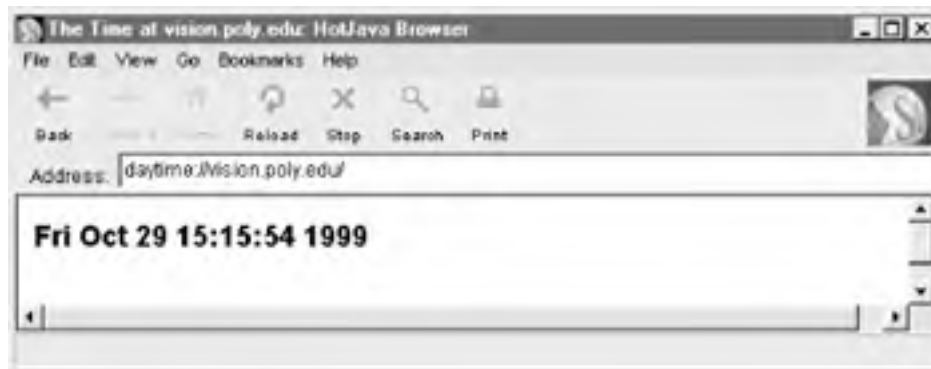 The Time at vision.poly.edu: HotJava Browser
File Edit View Go Bookmarks Help
Back Reload Stop Search Print
Address: daytime://vision.poly.edu/
Fri Oct 29 15:15:54 1999